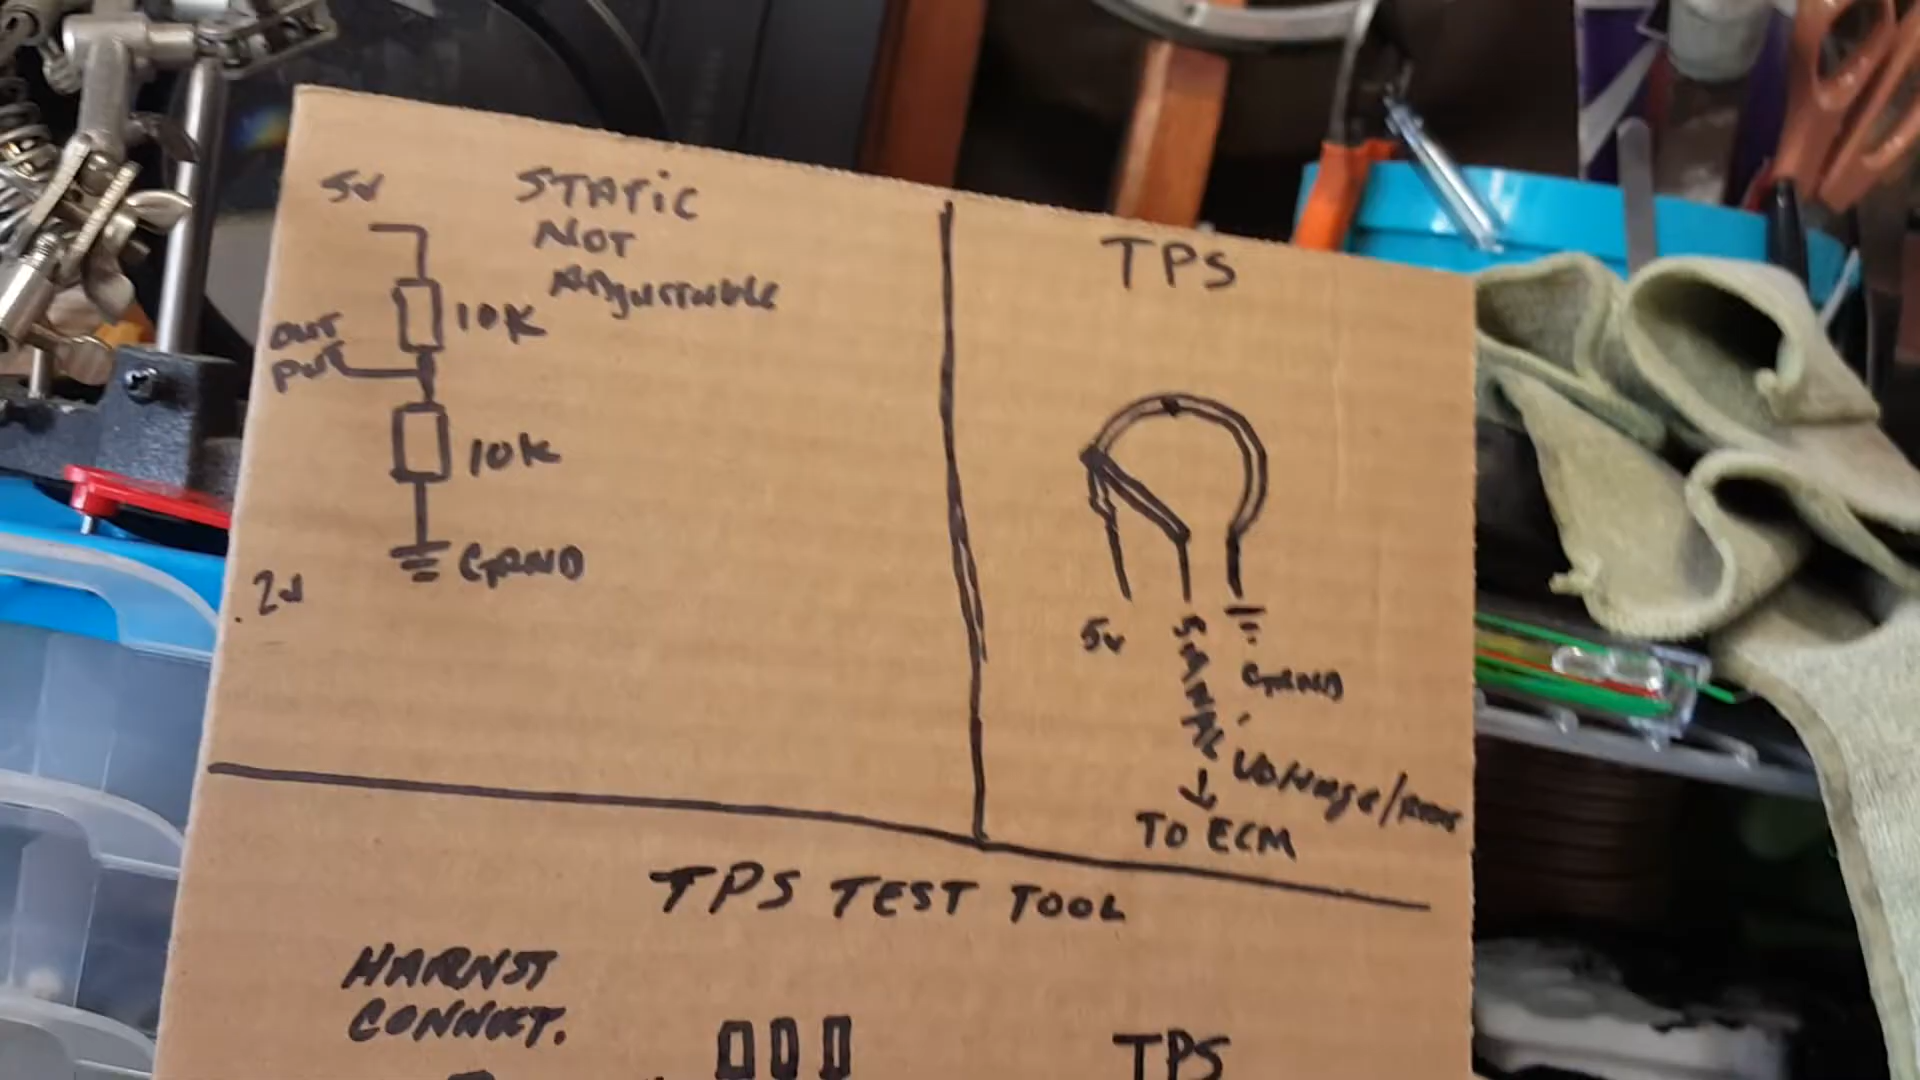 5v
STATIC
NOT
ADJUSTABLE
10K
OUT
PUT
10K
GRND
.2v
TPS
5v
SIGNAL
GRND
VOLTAGE/
TO ECM
TPS TEST TOOL
HARNST
CONNECT.
TPS